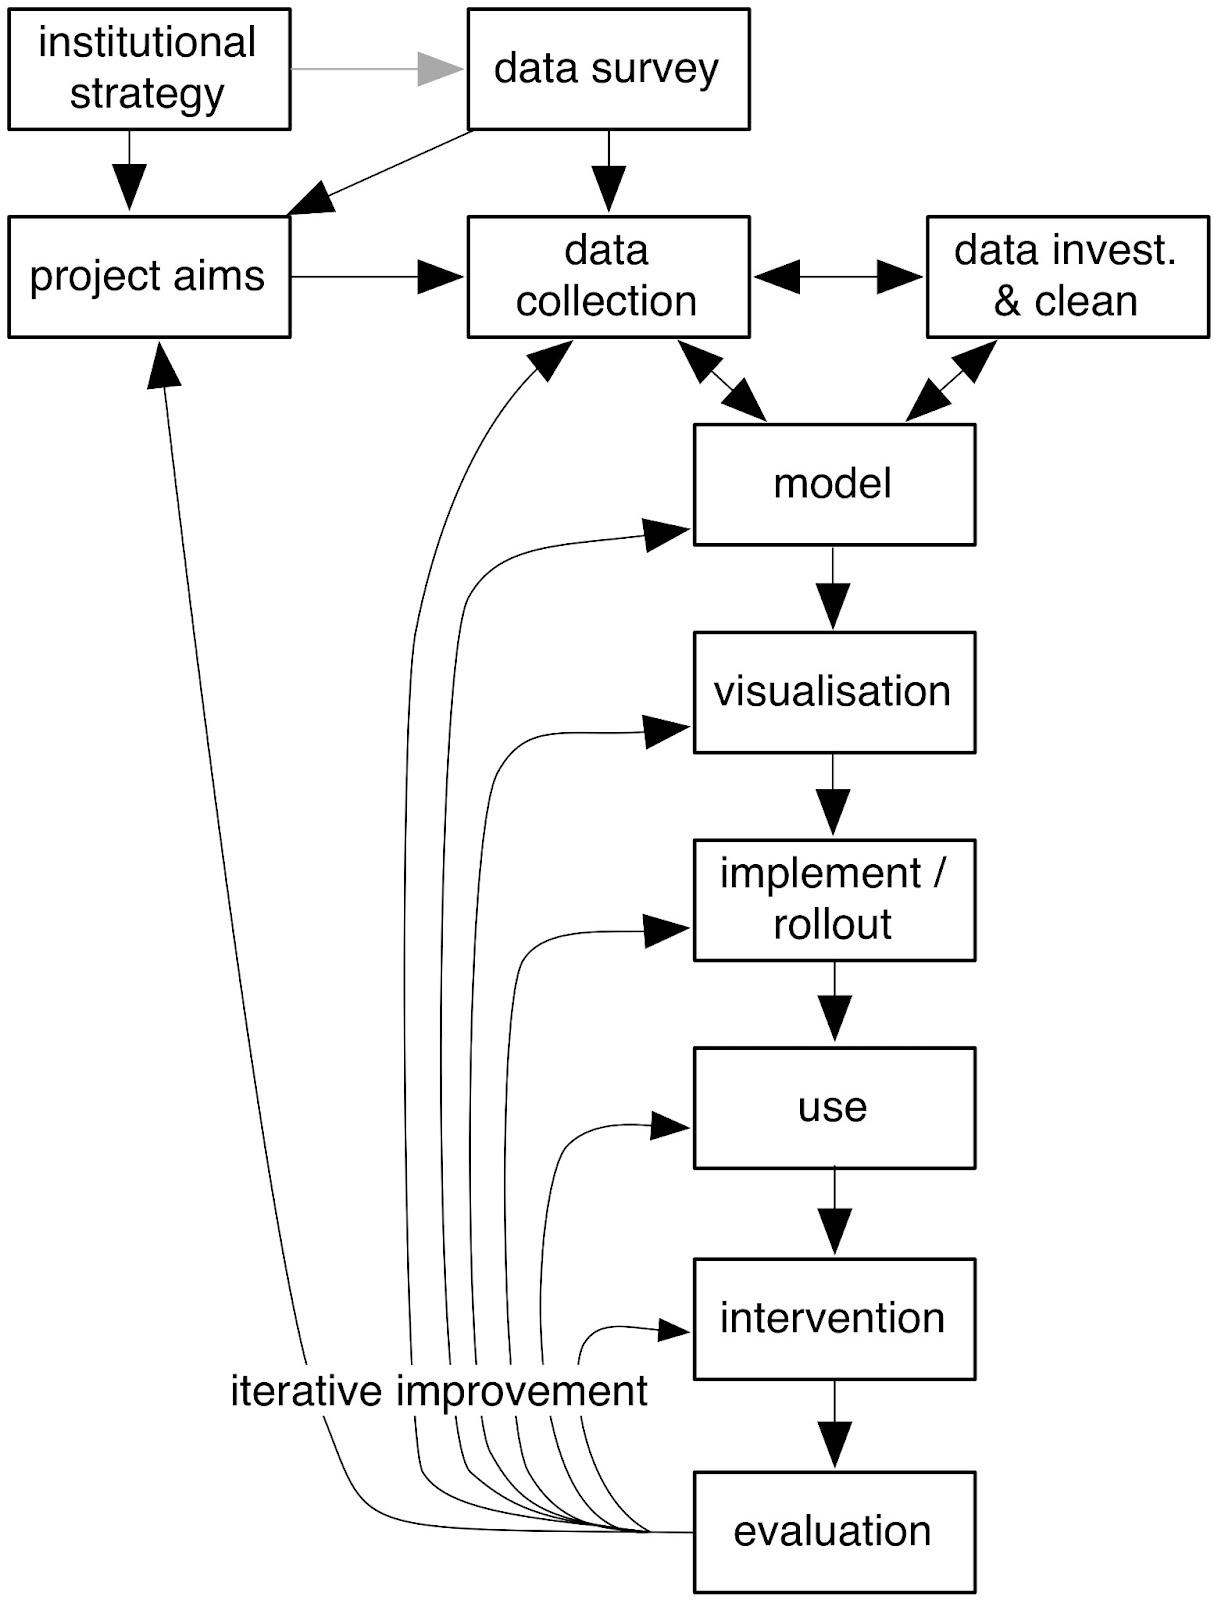 institutional
strategy
data survey
project aims
data
collection
data invest.
& clean
model
visualisation
implement /
rollout
use
intervention
iterative improvement
evaluation